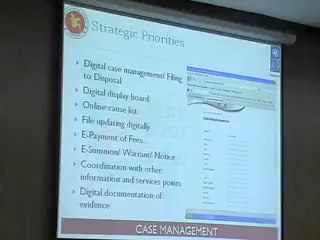 Strategic Priorities
Digital case management/ Filing
to Disposal
Digital display board
Online cause list
File updating digitally
E-Payment of Fees
E-Summon/ Warrant/ Notice
Coordination with other
information and services points
Digital documentation of
evidence
CASE MANAGEMENT